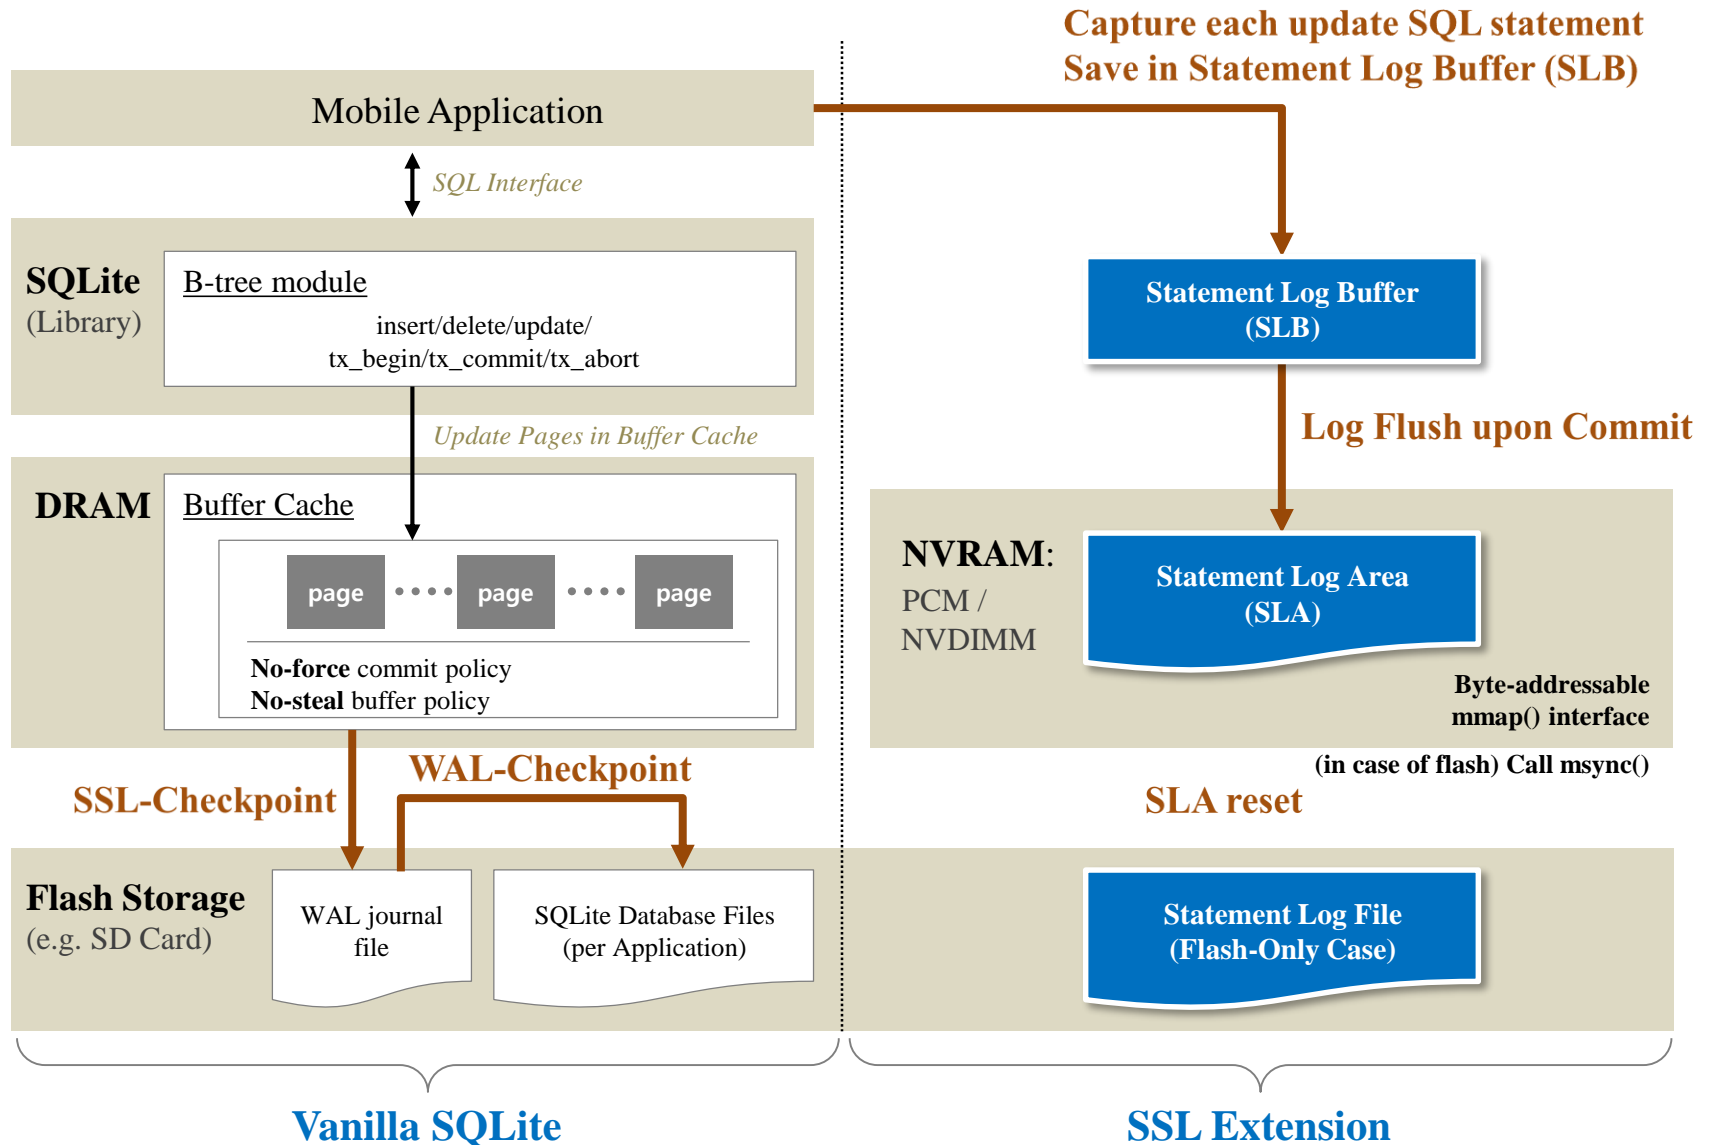 Capture each update SQL statement
Save in Statement Log Buffer (SLB)
Mobile Application
SQL Interface
SQLite
(Library)
B-tree module
insert/delete/update/
tx_begin/tx_commit/tx_abort
Statement Log Buffer
(SLB)
Update Pages in Buffer Cache
Log Flush upon Commit
DRAM
Buffer Cache
page
page
page
No-force commit policy
No-steal buffer policy
NVRAM:
PCM /
NVDIMM
Statement Log Area
(SLA)
Byte-addressable
mmap() interface
(in case of flash) Call msync()
WAL-Checkpoint
SSL-Checkpoint
SLA reset
Flash Storage
(e.g. SD Card)
WAL journal
file
SQLite Database Files
(per Application)
Statement Log File
(Flash-Only Case)
Vanilla SQLite
SSL Extension